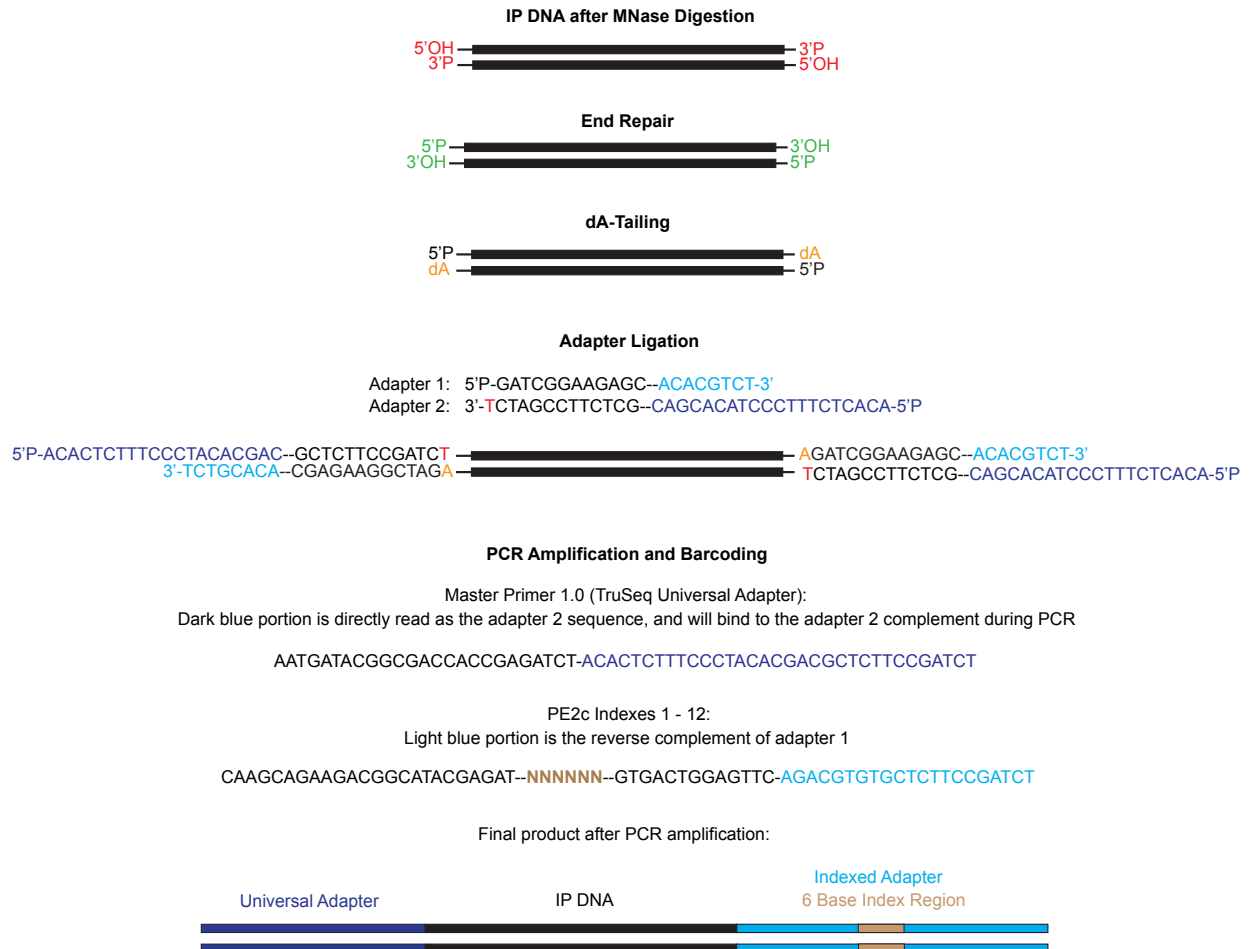 IP DNA after MNase Digestion
5'OH 3'P
3'P 5'OH
End Repair
5'P 3'OH
3'OH 5'P
dA-Tailing
5'P dA
dA 5'P
Adapter Ligation
Adapter 1: 5'P-GATCGGAAGAGC--ACACGTCT-3'
Adapter 2: 3'-TCTAGCCTTCTCG--CAGCACATCCCTTTCTCACA-5'P
5'P-ACACTCTTTCCCTACACGAC--GCTCTTCCGATCT AGATCGGAAGAGC--ACACGTCT-3'
3'-TCTGCACA--CGAGAAGGCTAGA TCTAGCCTTCTCG--CAGCACATCCCTTTCTCACA-5'P
PCR Amplification and Barcoding
Master Primer 1.0 (TruSeq Universal Adapter):
Dark blue portion is directly read as the adapter 2 sequence, and will bind to the adapter 2 complement during PCR
AATGATACGGCGACCACCGAGATCT-ACACTCTTTCCCTACACGACGCTCTTCCGATCT
PE2c Indexes 1 - 12:
Light blue portion is the reverse complement of adapter 1
CAAGCAGAAGACGGCATACGAGAT--NNNNNN--GTGACTGGAGTTC-AGACGTGTGCTCTTCCGATCT
Final product after PCR amplification:
Indexed Adapter
Universal Adapter IP DNA 6 Base Index Region